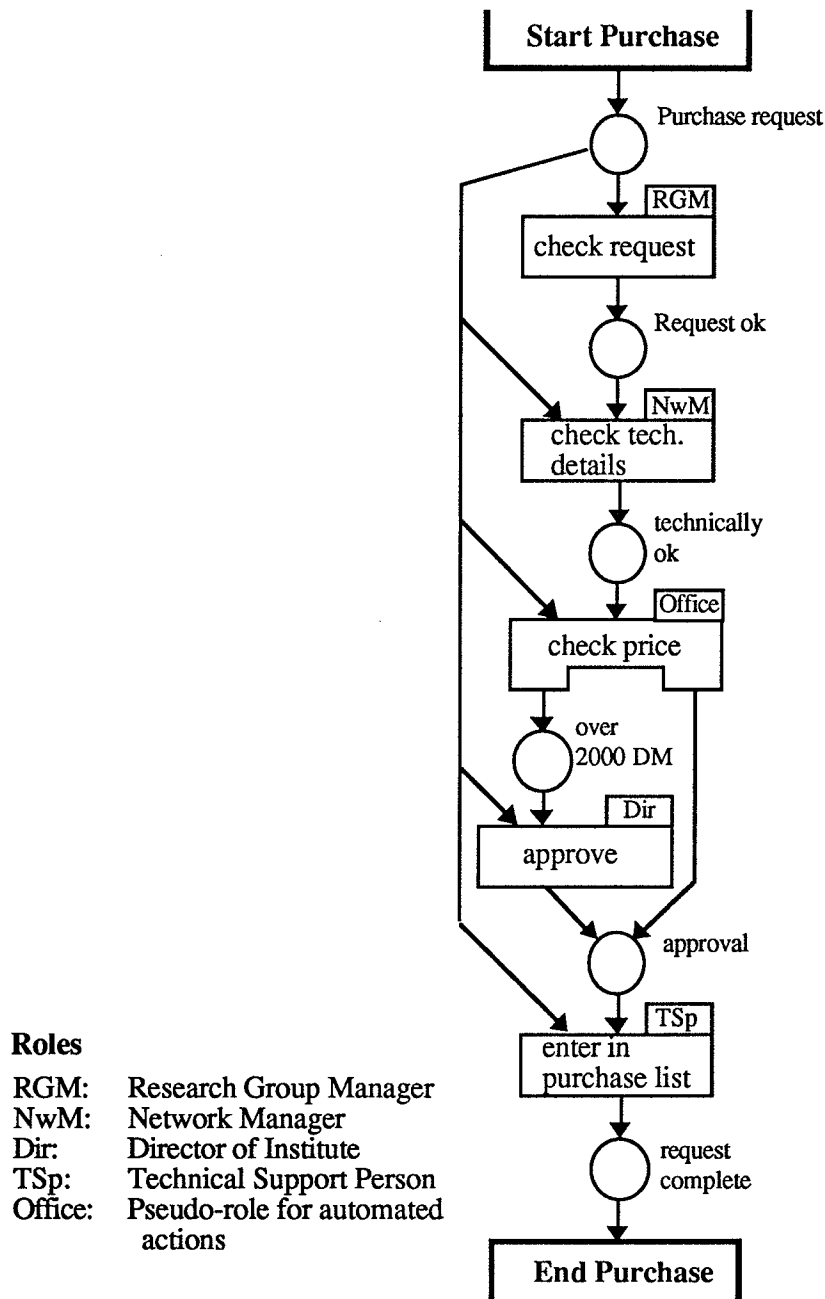 Start Purchase
Purchase request
RGM
check request
Request ok
NwM
check tech.
details
technically
ok
Office
check price
over
2000 DM
Dir
approve
approval
TSp
enter in
purchase list
request
complete
End Purchase
Roles
RGM: Research Group Manager
NwM: Network Manager
Dir: Director of Institute
TSp: Technical Support Person
Office: Pseudo-role for automated
actions